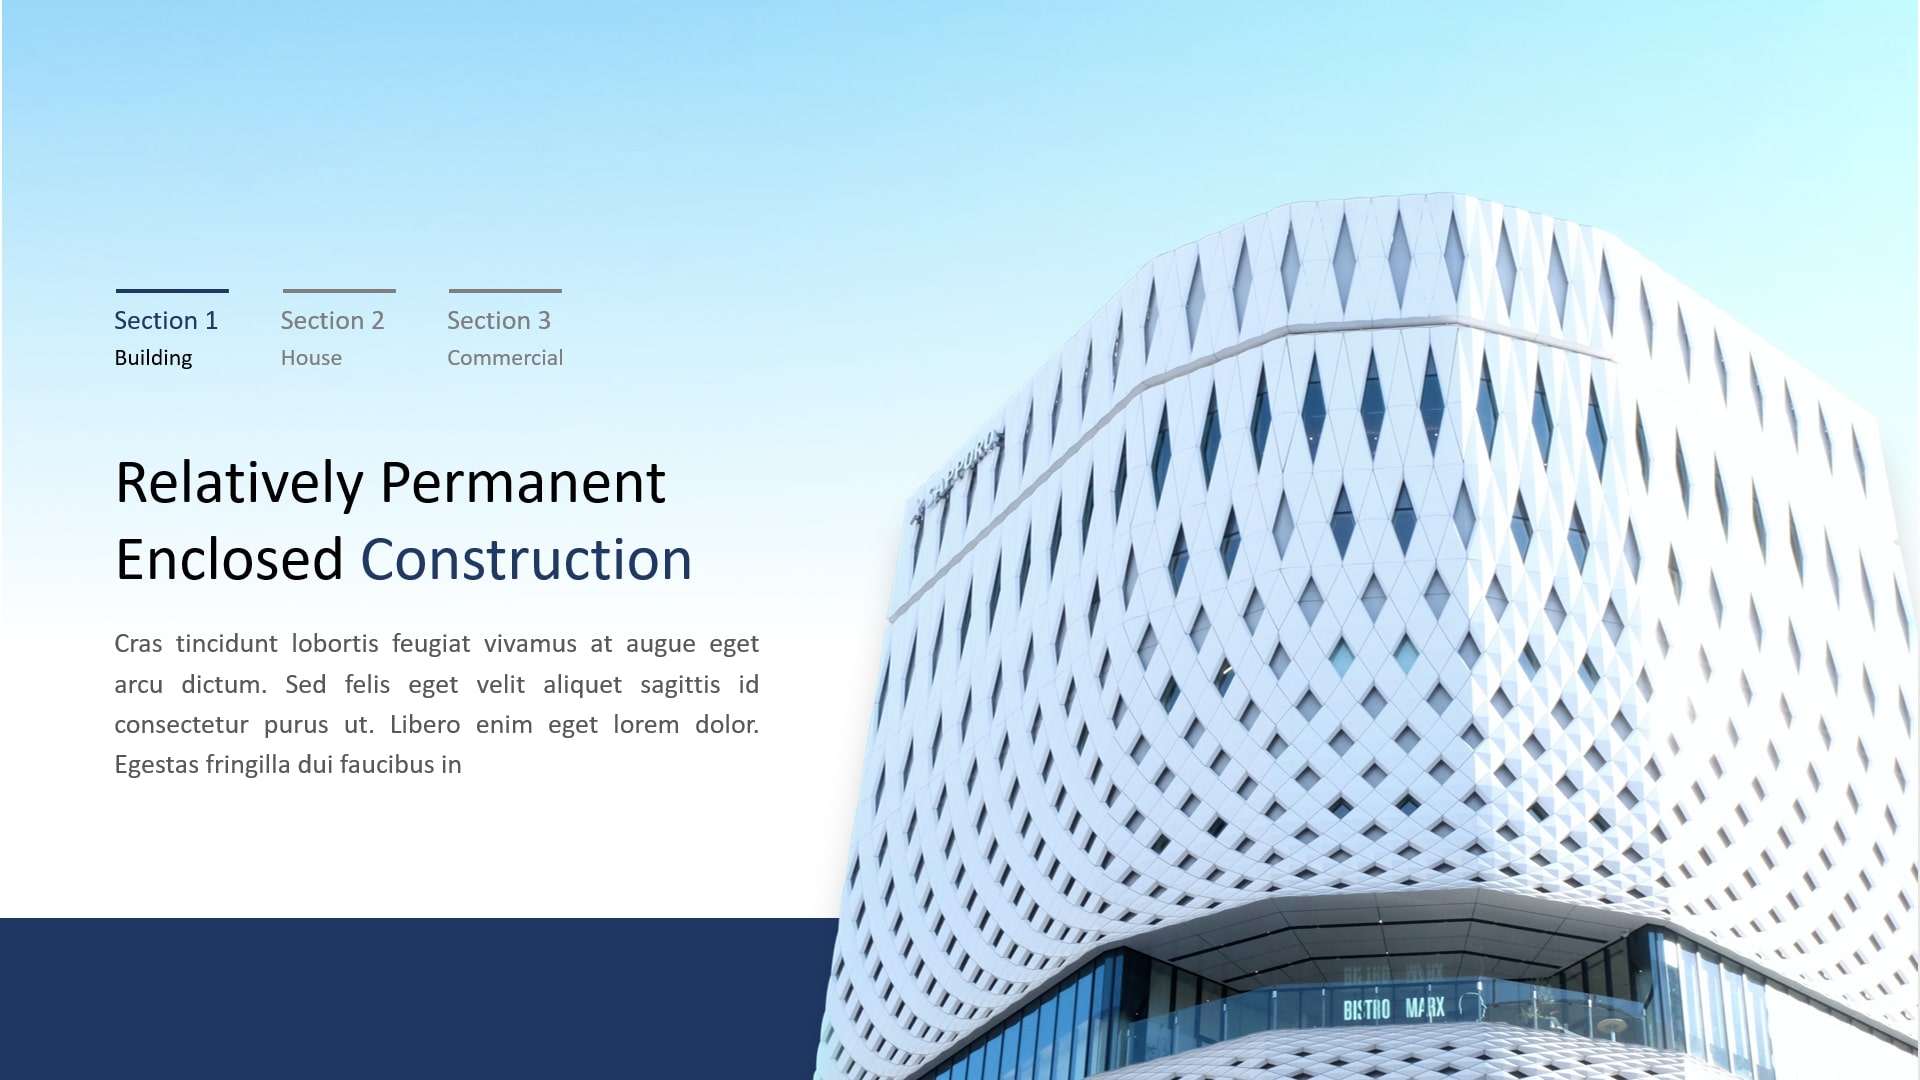 Section 1
Section 2
Section 3
Building
House
Commercial
Relatively Permanent
Enclosed Construction
Cras tincidunt lobortis feugiat vivamus at augue eget
arcu dictum. Sed felis eget velit aliquet sagittis id
consectetur purus ut. Libero enim eget lorem dolor.
Egestas fringilla dui faucibus in
SAPPORO
BISTRO MARX